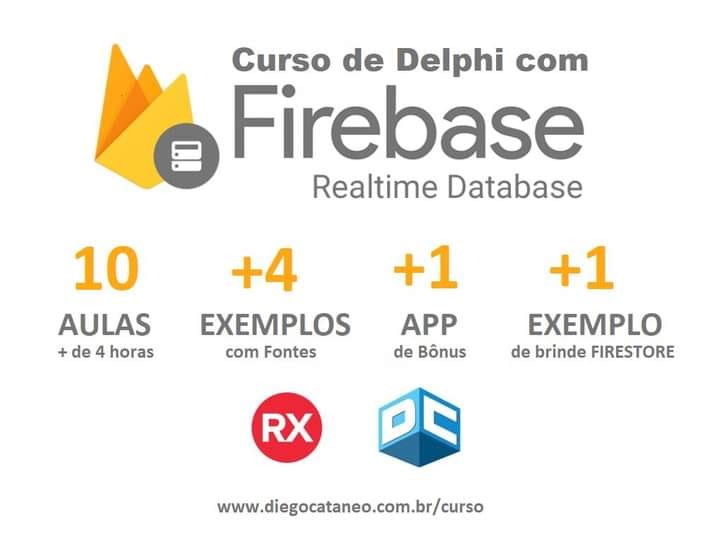 Curso de Delphi com
Firebase
Realtime Database
10
AULAS
+ de 4 horas
+4
EXEMPLOS
com Fontes
+1
APP
de Bônus
+1
EXEMPLO
de brinde FIRESTORE
RX
DC
www.diegocataneo.com.br/curso